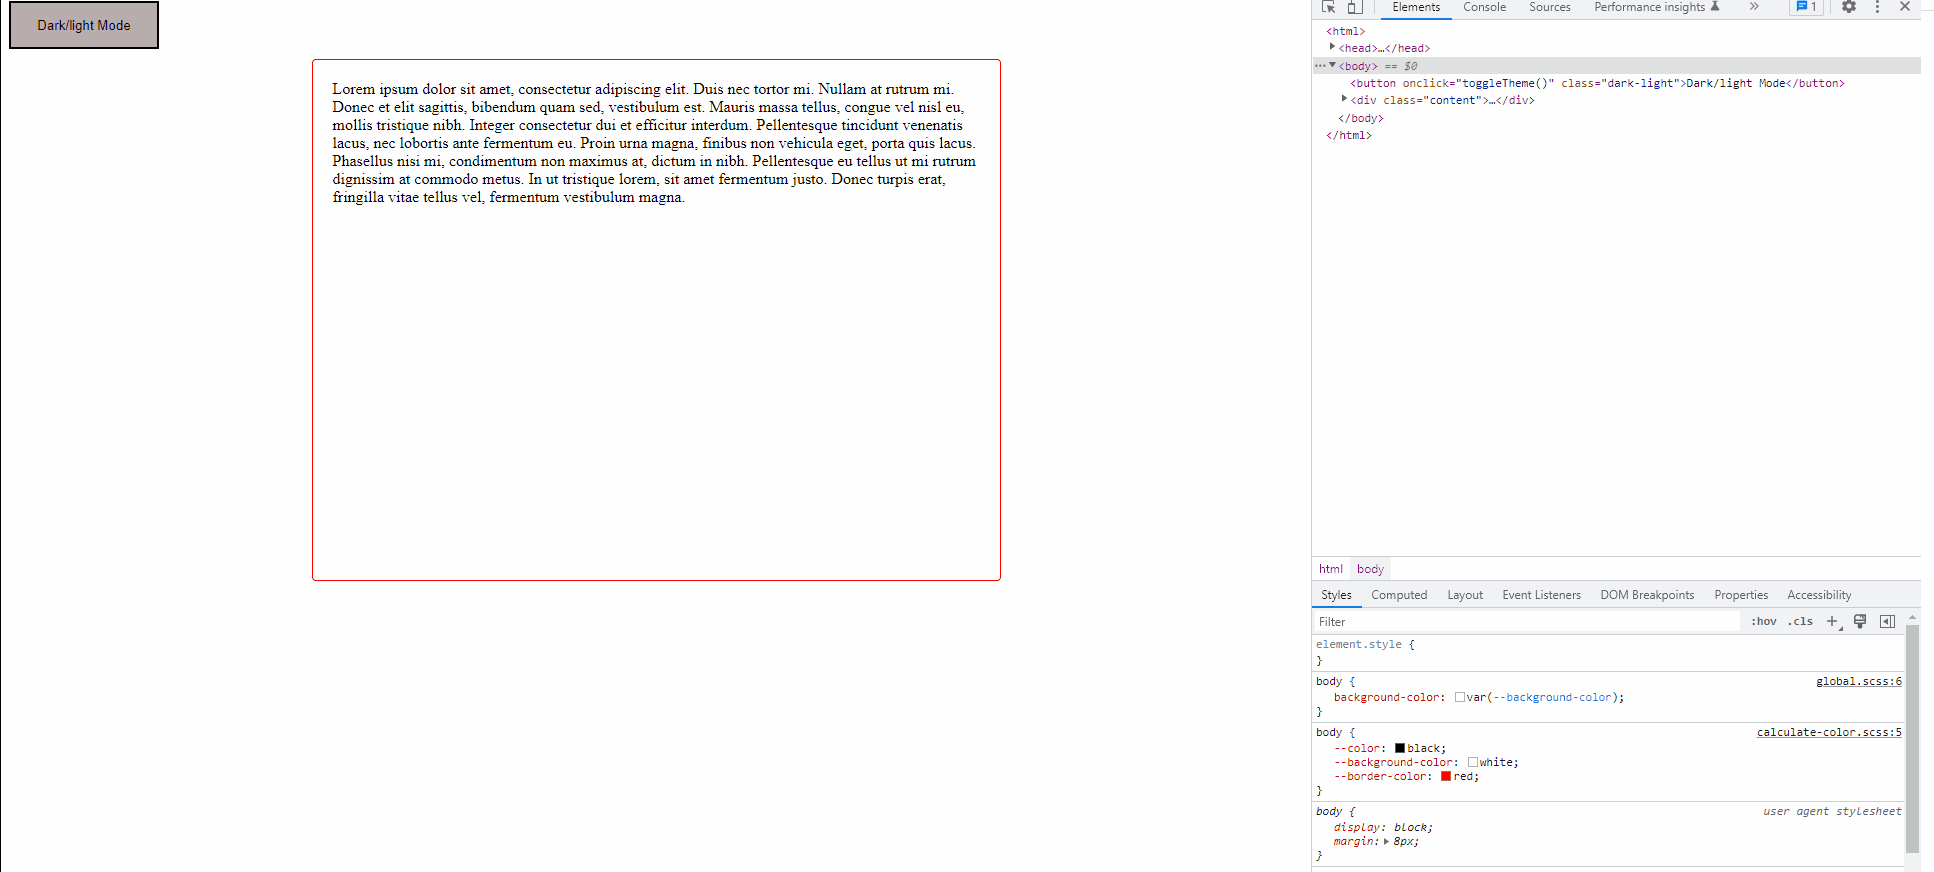 Dark/light Mode
Lorem ipsum dolor sit amet, consectetur adipiscing elit. Duis nec tortor mi. Nullam at rutrum mi.
Donec et elit sagittis, bibendum quam sed, vestibulum est. Mauris massa tellus, congue vel nisl eu,
mollis tristique nibh. Integer consectetur dui et efficitur interdum. Pellentesque tincidunt venenatis
lacus, nec lobortis ante fermentum eu. Proin urna magna, finibus non vehicula eget, porta quis lacus.
Phasellus nisi mi, condimentum non maximus at, dictum in nibh. Pellentesque eu tellus ut mi rutrum
dignissim at commodo metus. In ut tristique lorem, sit amet fermentum justo. Donec turpis erat,
fringilla vitae tellus vel, fermentum vestibulum magna.
Elements Console Sources Performance insights » 1
<html>
<head>…</head>
<body> == $0
<button onclick="toggleTheme()" class="dark-light">Dark/light Mode</button>
<div class="content">…</div>
</body>
</html>
html body
Styles Computed Layout Event Listeners DOM Breakpoints Properties Accessibility
Filter :hov .cls +
element.style {
}
body { global.scss:6
background-color: var(--background-color);
}
body { calculate-color.scss:5
--color: black;
--background-color: white;
--border-color: red;
}
body { user agent stylesheet
display: block;
margin: 8px;
}